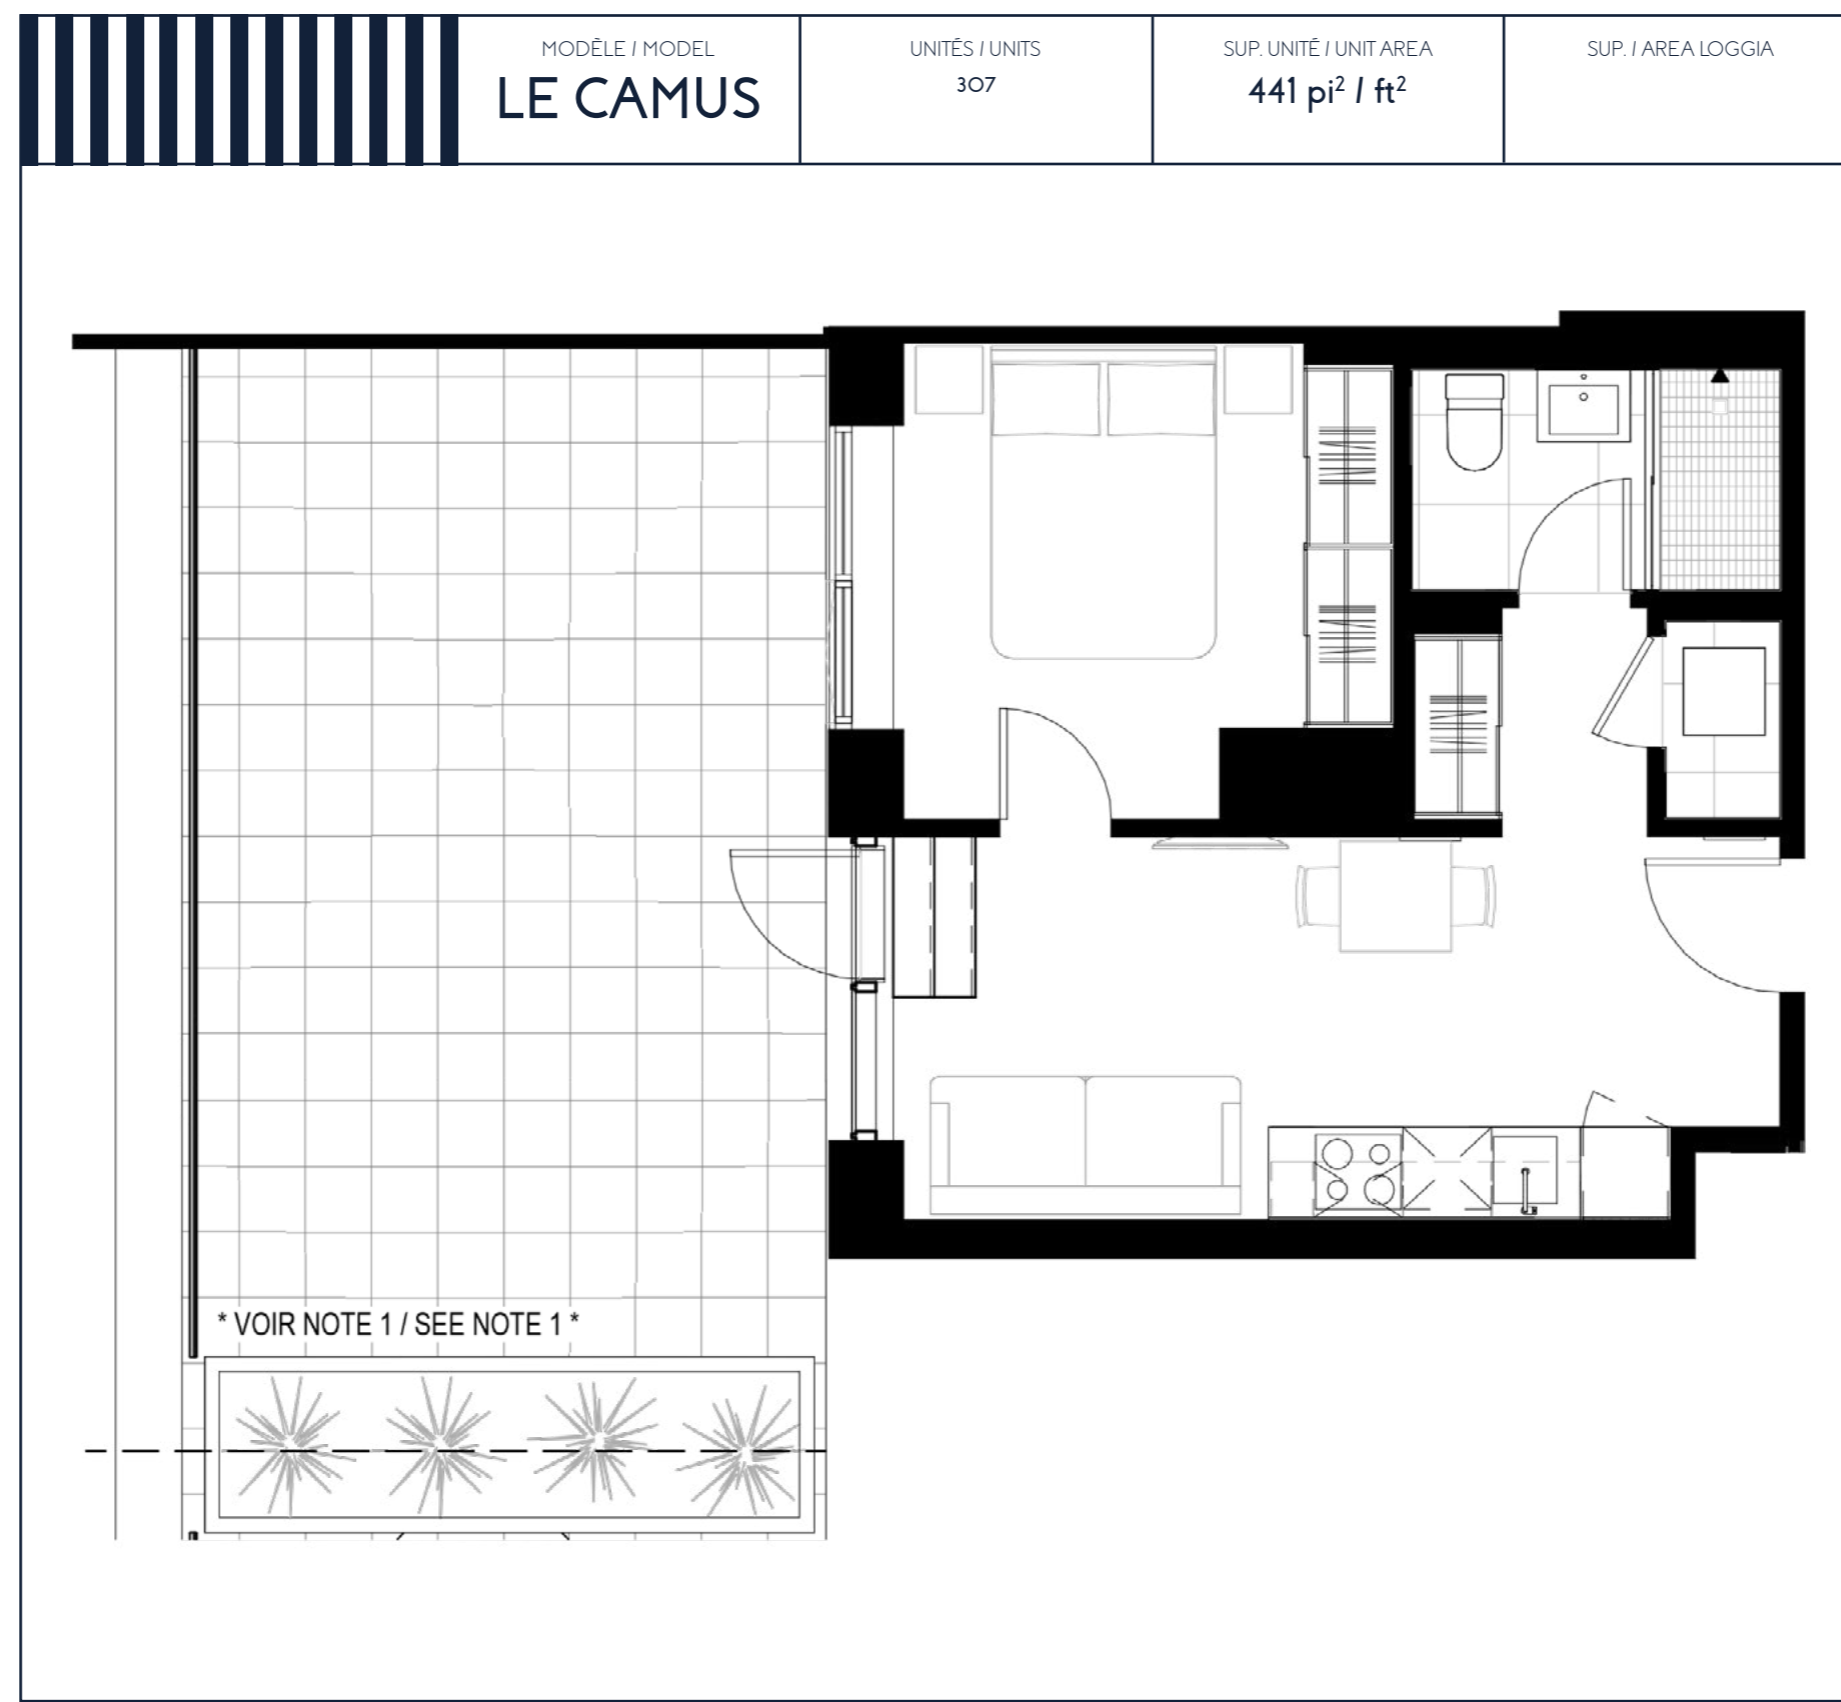 MODÈLE / MODEL
LE CAMUS
UNITÉS / UNITS
307
SUP. UNITÉ / UNIT AREA
441 pi² / ft²
SUP. / AREA LOGGIA
* VOIR NOTE 1 / SEE NOTE 1 *